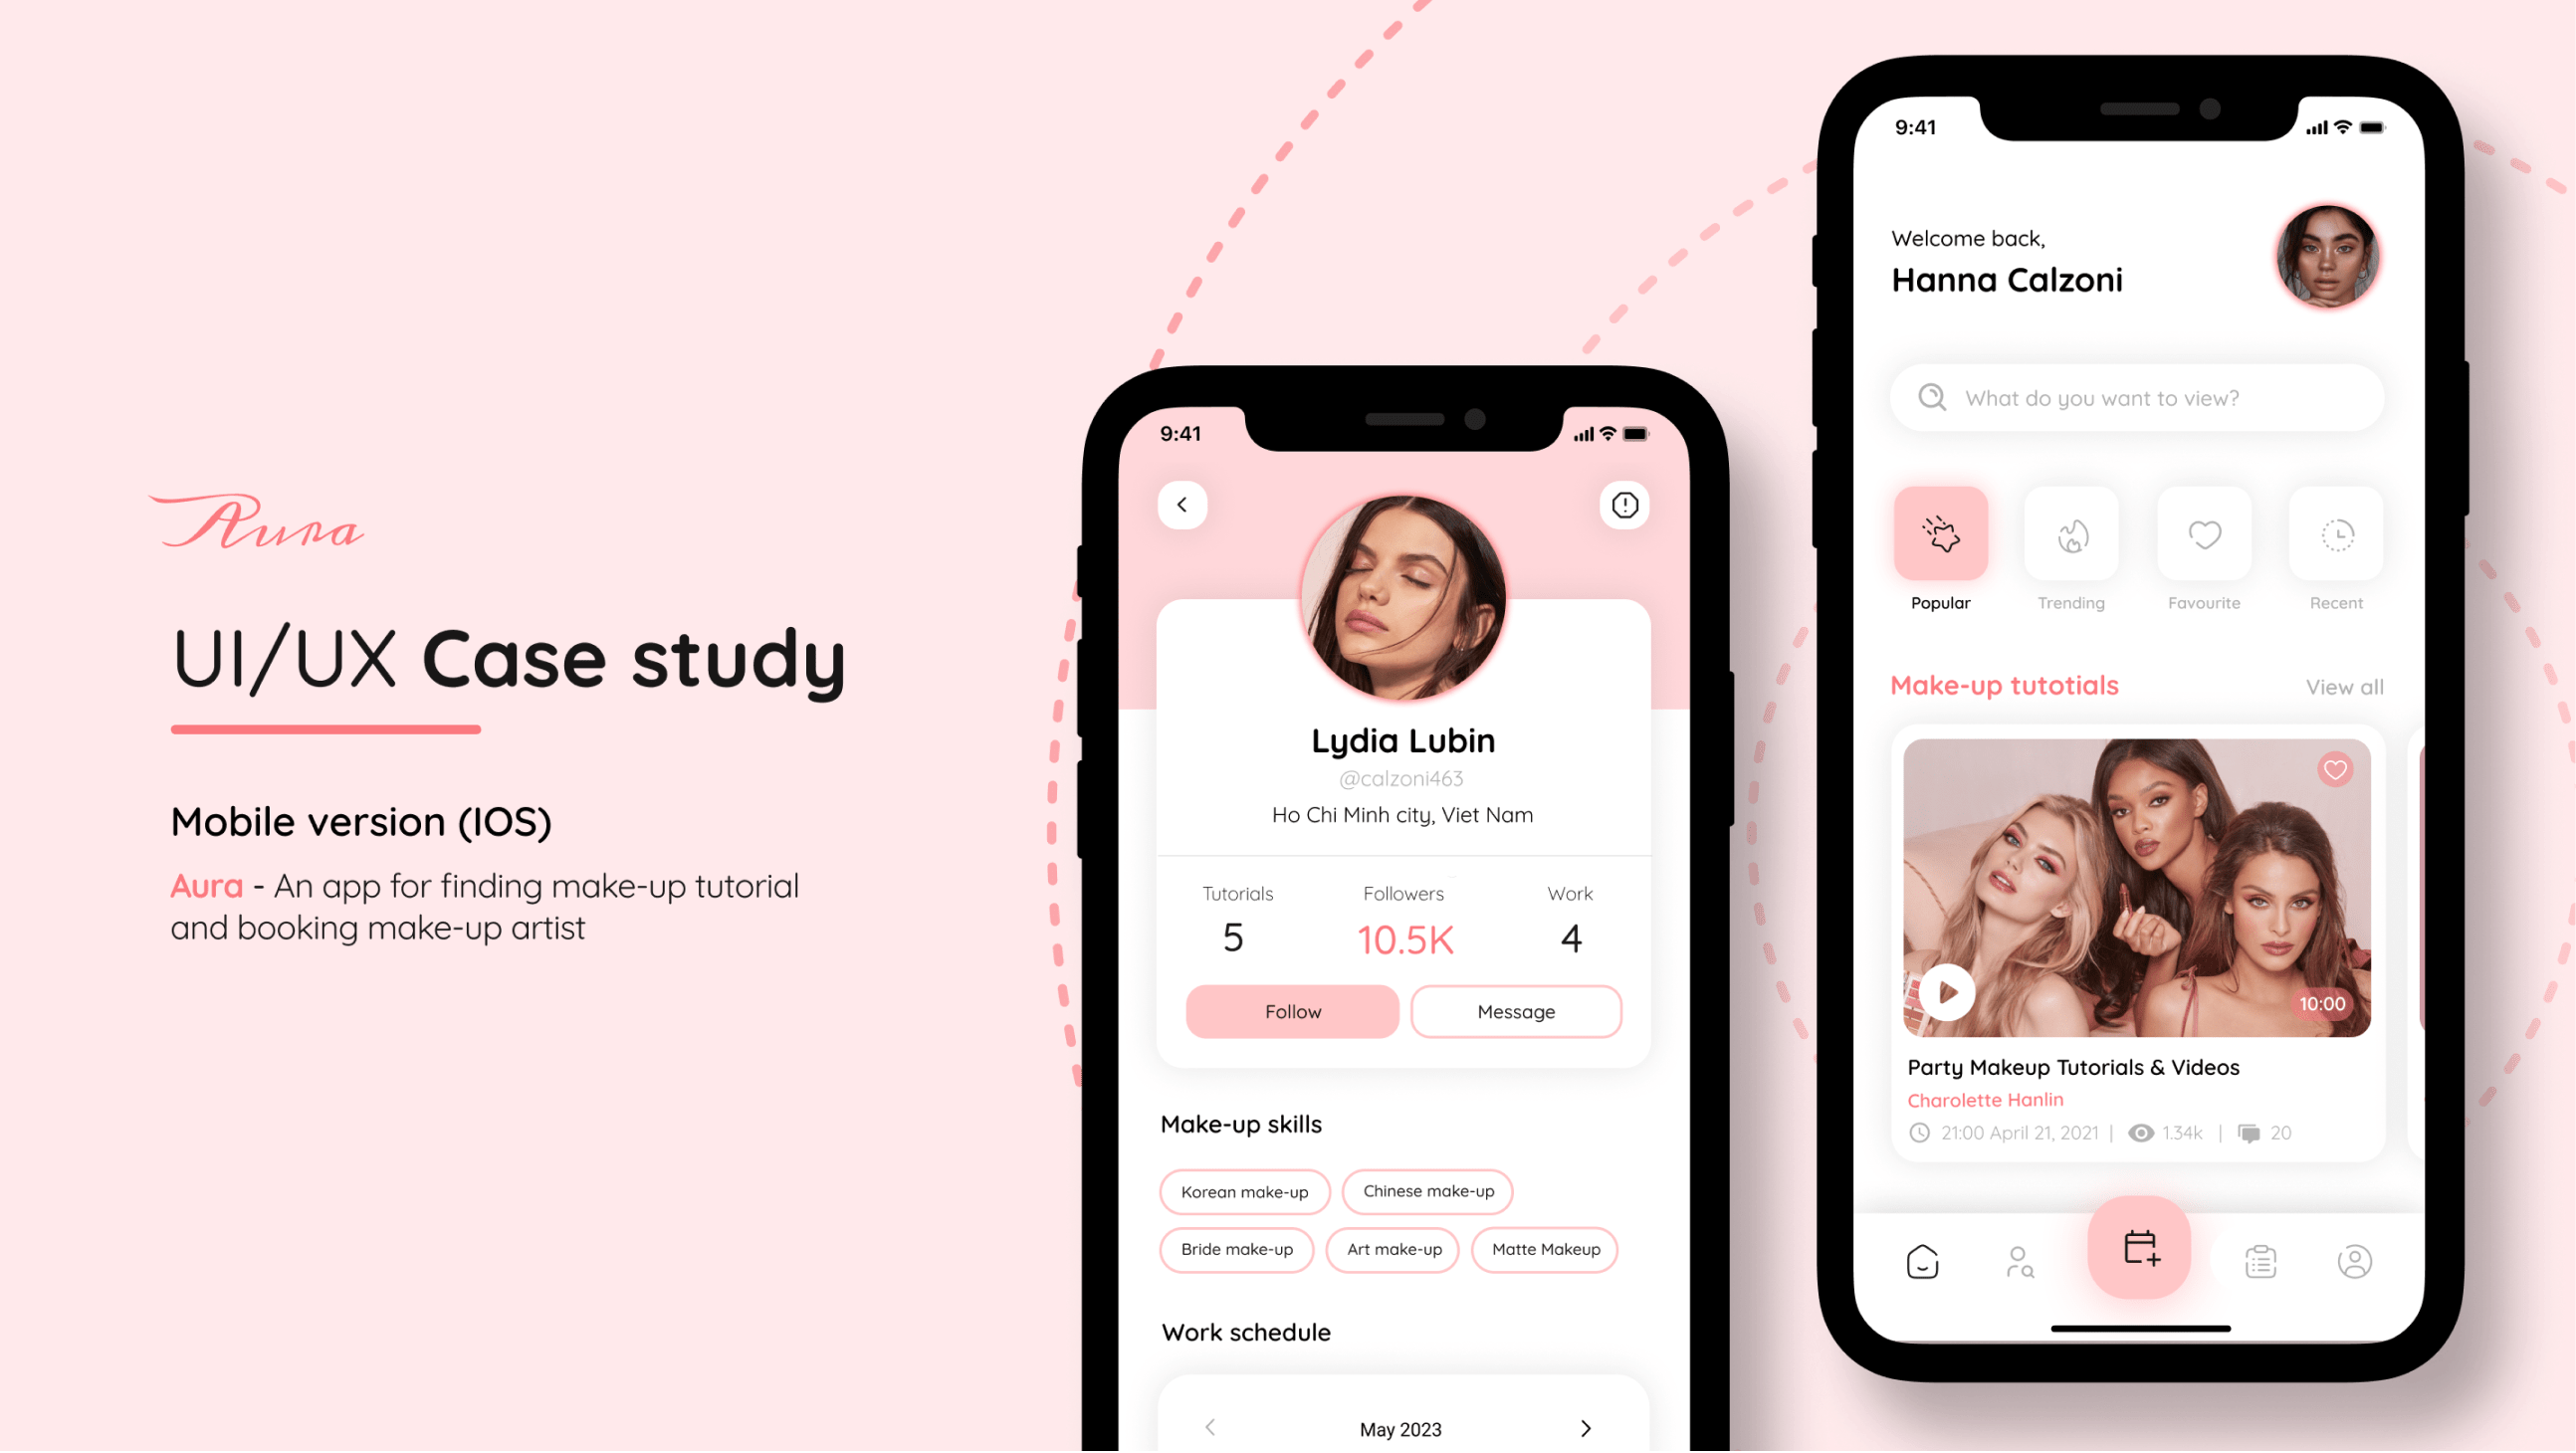 Aura
UI/UX Case study
Mobile version (IOS)
Aura - An app for finding make-up tutorial
and booking make-up artist
9:41
Lydia Lubin
@calzoni463
Ho Chi Minh city, Viet Nam
Tutorials Followers Work
5 10.5K 4
Follow Message
Make-up skills
Korean make-up Chinese make-up
Bride make-up Art make-up Matte Makeup
Work schedule
May 2023
9:41
Welcome back,
Hanna Calzoni
What do you want to view?
Popular Trending Favourite Recent
Make-up tutotials View all
10:00
Party Makeup Tutorials & Videos
Charolette Hanlin
21:00 April 21, 2021 | 1.34k | 20